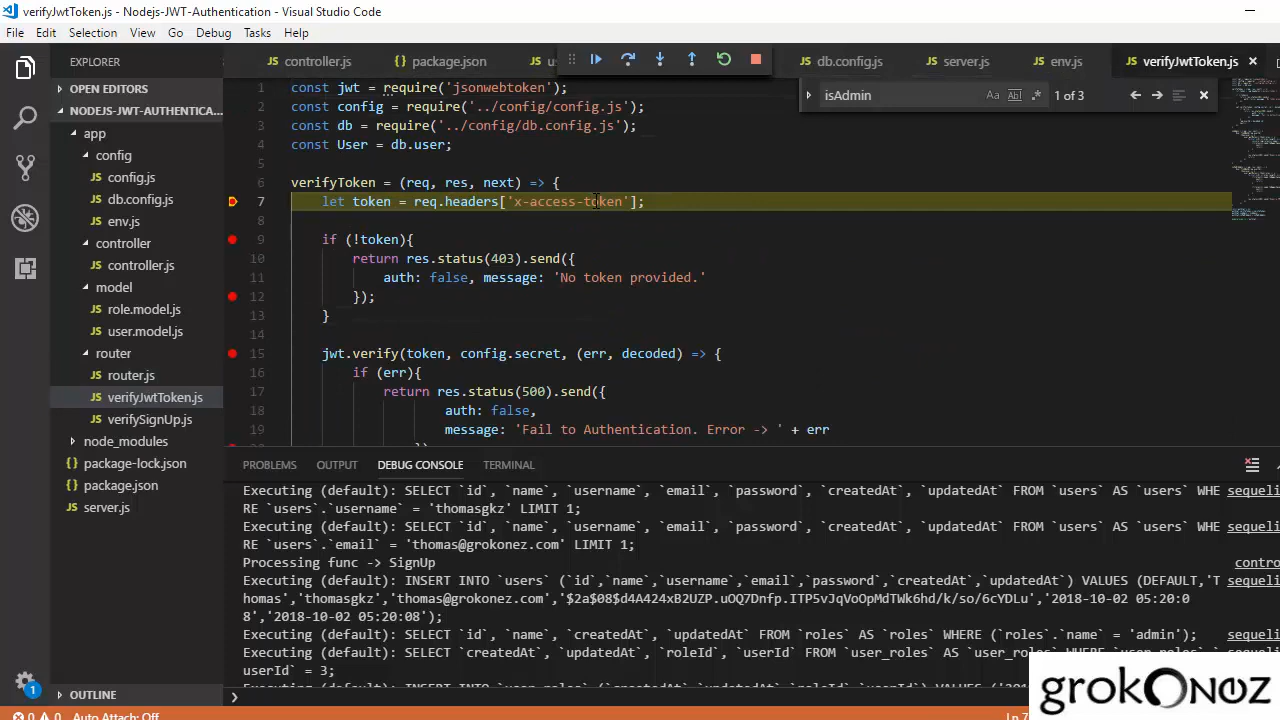 verifyJwtToken.js - Nodejs-JWT-Authentication - Visual Studio Code
File Edit Selection View Go Debug Tasks Help
EXPLORER
controller.js
package.json
db.config.js
server.js
env.js
verifyJwtToken.js
OPEN EDITORS
NODEJS-JWT-AUTHENTICA...
app
config
config.js
db.config.js
env.js
controller
controller.js
model
role.model.js
user.model.js
router
router.js
verifyJwtToken.js
verifySignUp.js
node_modules
package-lock.json
package.json
server.js
OUTLINE
isAdmin Aa Abl .* 1 of 3
1 const jwt = require('jsonwebtoken');
2 const config = require('../config/config.js');
3 const db = require('../config/db.config.js');
4 const User = db.user;
5
6 verifyToken = (req, res, next) => {
7 let token = req.headers['x-access-token'];
8
9 if (!token){
10 return res.status(403).send({
11 auth: false, message: 'No token provided.'
12 });
13 }
14
15 jwt.verify(token, config.secret, (err, decoded) => {
16 if (err){
17 return res.status(500).send({
18 auth: false,
19 message: 'Fail to Authentication. Error -> ' + err
PROBLEMS OUTPUT DEBUG CONSOLE TERMINAL
Executing (default): SELECT `id`, `name`, `username`, `email`, `password`, `createdAt`, `updatedAt` FROM `users` AS `users` WHE sequeli
RE `users`.`username` = 'thomasgkz' LIMIT 1;
Executing (default): SELECT `id`, `name`, `username`, `email`, `password`, `createdAt`, `updatedAt` FROM `users` AS `users` WHE sequeli
RE `users`.`email` = 'thomas@grokonez.com' LIMIT 1;
Processing func -> SignUp contro
Executing (default): INSERT INTO `users` (`id`,`name`,`username`,`email`,`password`,`createdAt`,`updatedAt`) VALUES (DEFAULT,'T sequeli
homas','thomasgkz','thomas@grokonez.com','$2a$08$d4A424xB2UZP.uOQ7Dnfp.ITP5vJqVoOpMdTWk6hd/k/so/6cYDLu','2018-10-02 05:20:0
8','2018-10-02 05:20:08');
Executing (default): SELECT `id`, `name`, `createdAt`, `updatedAt` FROM `roles` AS `roles` WHERE (`roles`.`name` = 'admin'); sequeli
Executing (default): SELECT `createdAt`, `updatedAt`, `roleId`, `userId` FROM `user_roles` AS `user_roles` WHERE
userId` = 3;
1
0 0 Auto Attach: Off Ln 7
grokonez